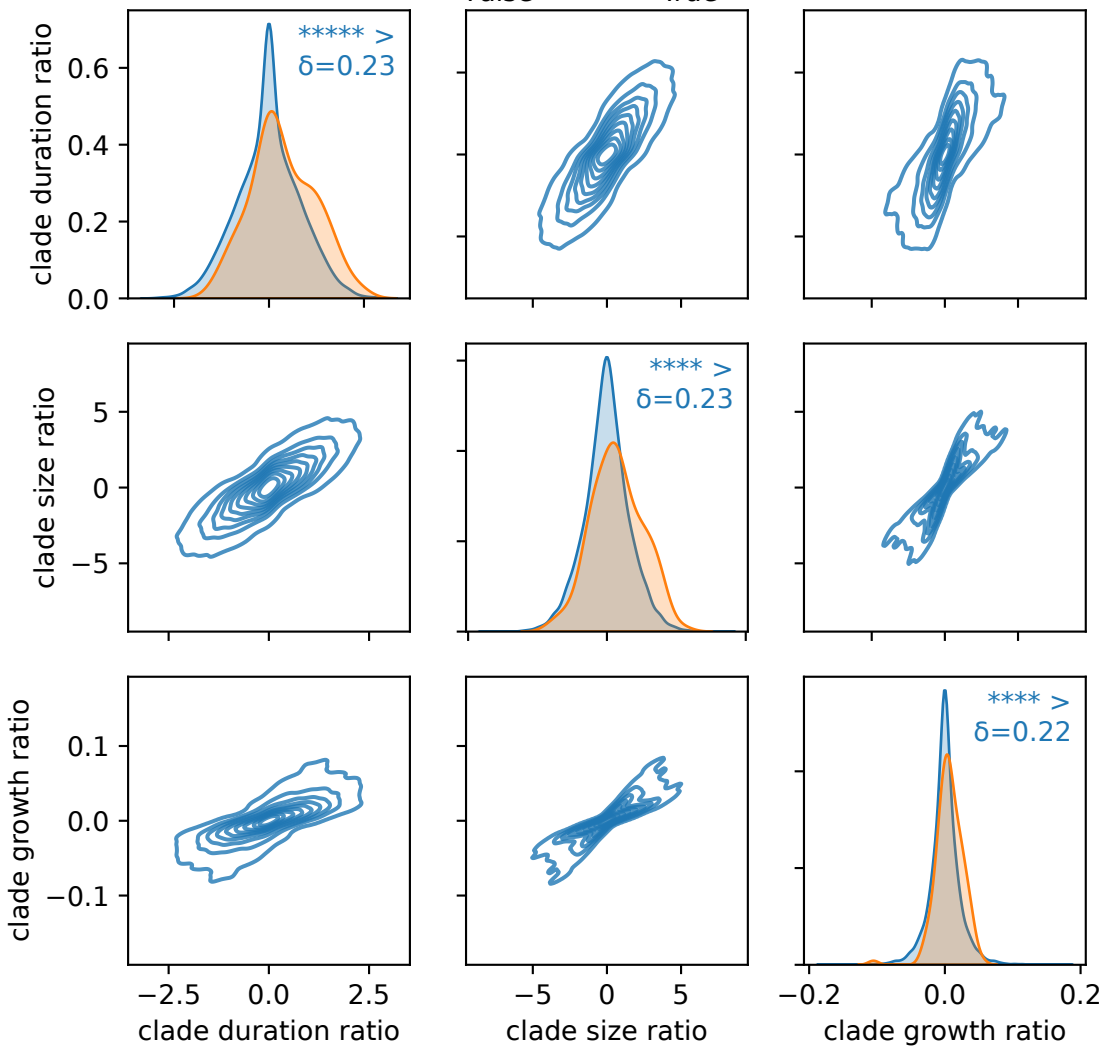 ***** >
δ=0.23
clade duration ratio
0.6
0.4
0.2
0.0
**** >
δ=0.23
clade size ratio
5
0
−5
**** >
δ=0.22
clade growth ratio
0.1
0.0
−0.1
−2.5 0.0 2.5
−5 0 5
−0.2 0.0 0.2
clade duration ratio
clade size ratio
clade growth ratio